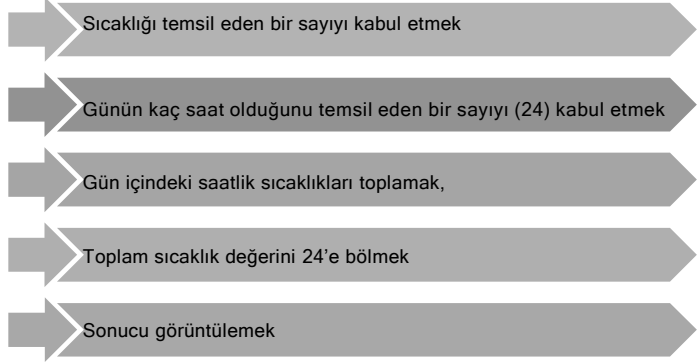 Sıcaklığı temsil eden bir sayıyı kabul etmek
Günün kaç saat olduğunu temsil eden bir sayıyı (24) kabul etmek
Gün içindeki saatlik sıcaklıkları toplamak,
Toplam sıcaklık değerini 24’e bölmek
Sonucu görüntülemek